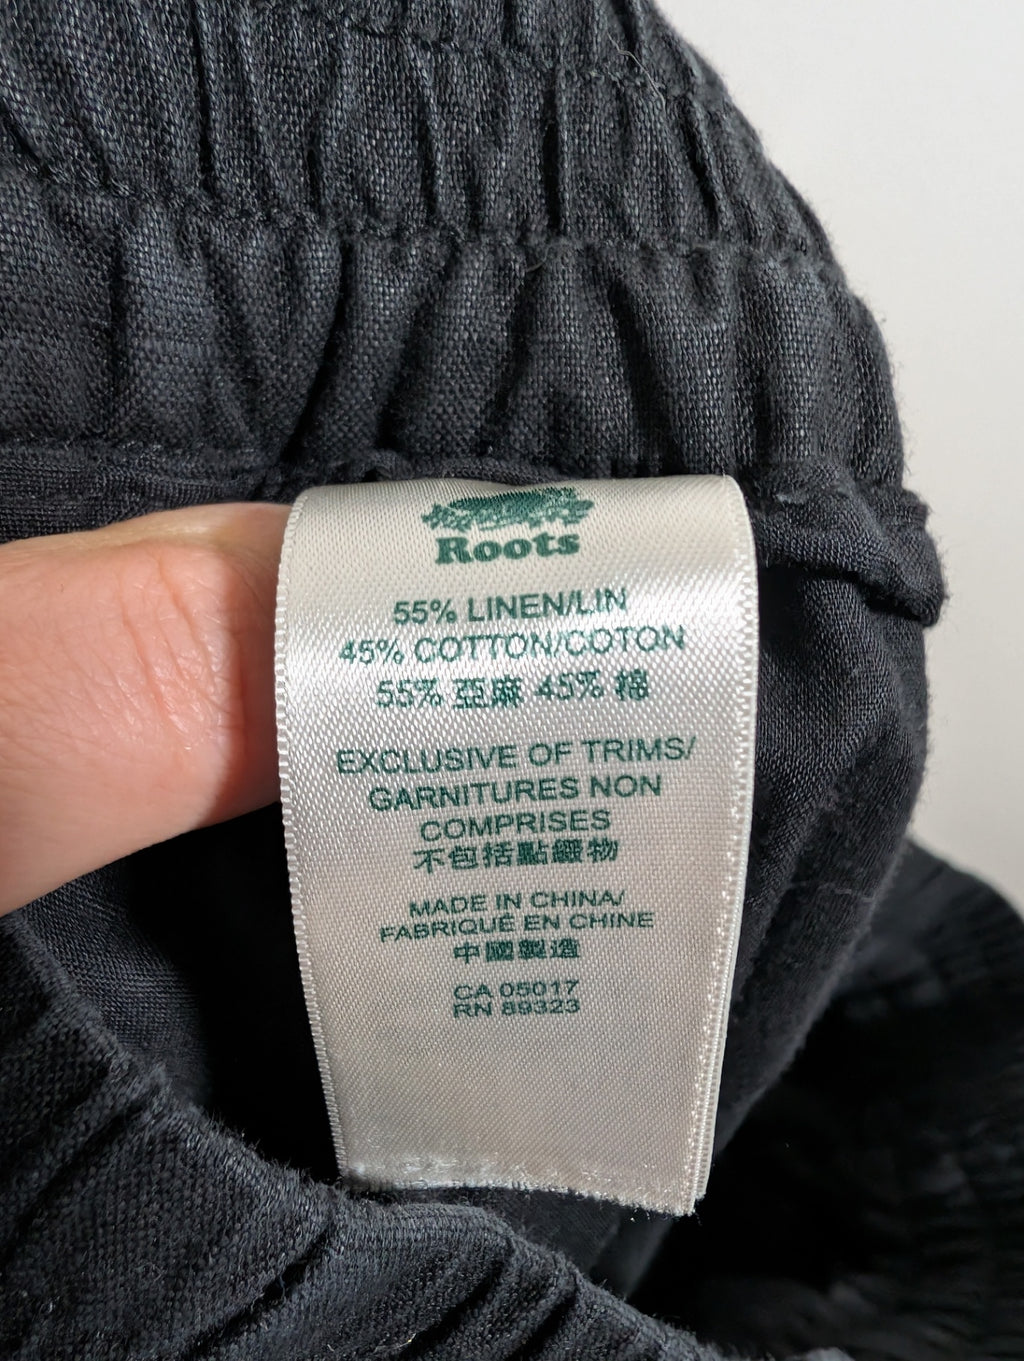 Roots
55% LINEN/LIN
45% COTTON/COTON
55% 亞麻 45% 棉
EXCLUSIVE OF TRIMS/
GARNITURES NON
COMPRISES
不包括點綴物
MADE IN CHINA/
FABRIQUÉ EN CHINE
中國製造
CA 05017
RN 89323